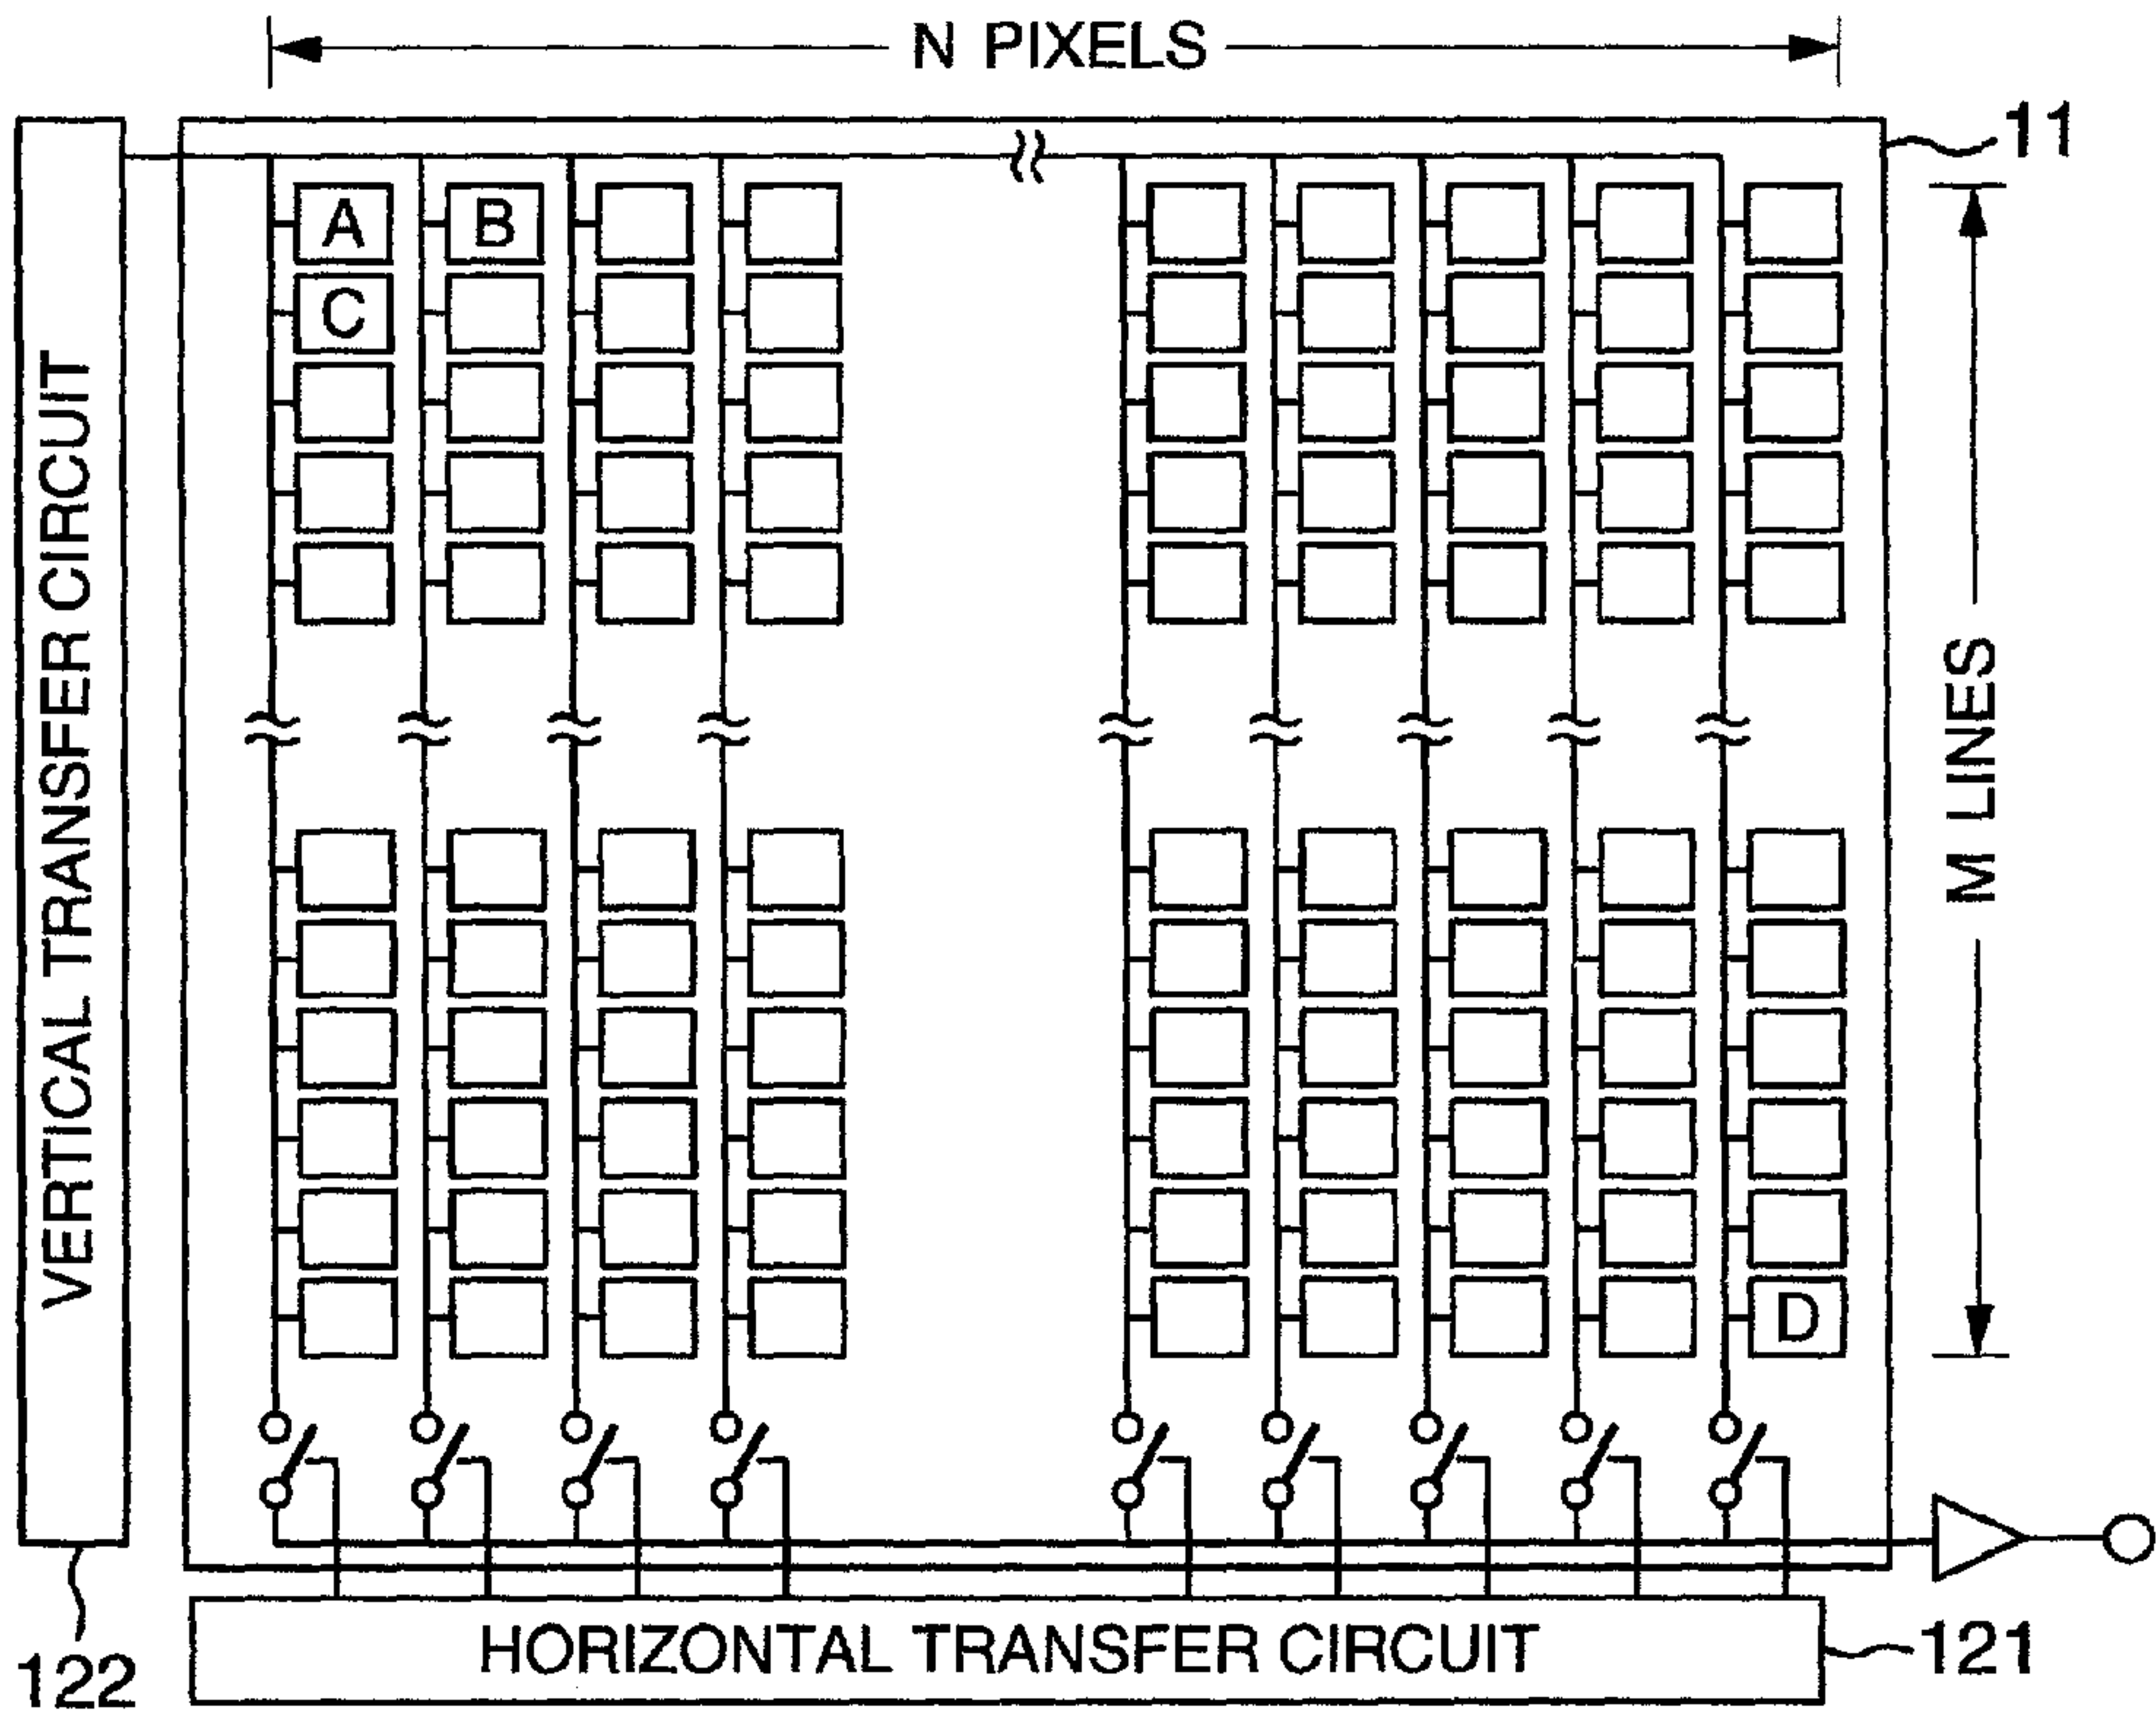 N PIXELS
11
A
B
C
VERTICAL TRANSFER CIRCUIT
M LINES
D
HORIZONTAL TRANSFER CIRCUIT
121
122